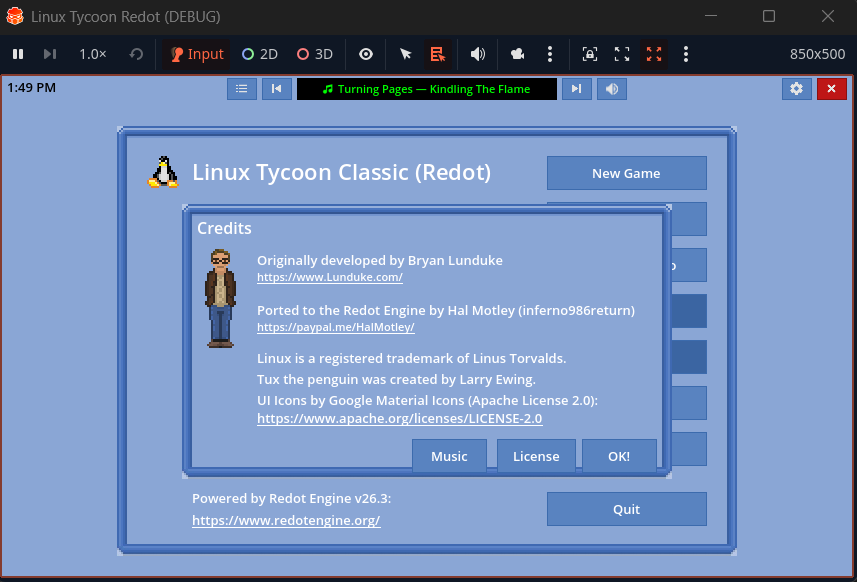 Linux Tycoon Redot (DEBUG)
1.0×
Input
2D
3D
850x500
1:49 PM
Turning Pages — Kindling The Flame
Linux Tycoon Classic (Redot)
New Game
Credits
Originally developed by Bryan Lunduke
https://www.Lunduke.com/
Ported to the Redot Engine by Hal Motley (inferno986return)
https://paypal.me/HalMotley/
Linux is a registered trademark of Linus Torvalds.
Tux the penguin was created by Larry Ewing.
UI Icons by Google Material Icons (Apache License 2.0):
https://www.apache.org/licenses/LICENSE-2.0
Music
License
OK!
Powered by Redot Engine v26.3:
https://www.redotengine.org/
Quit